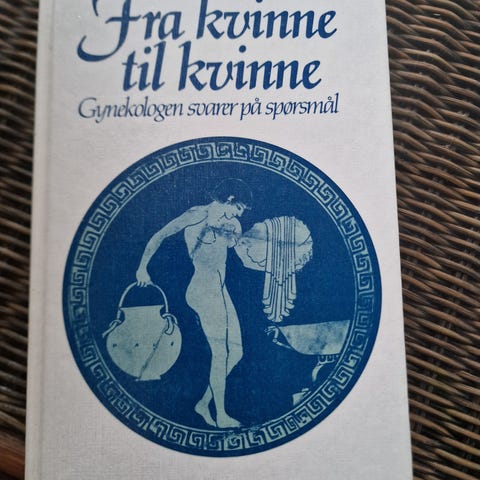 Fra kvinne
til kvinne
Gynekologen svarer på spørsmål